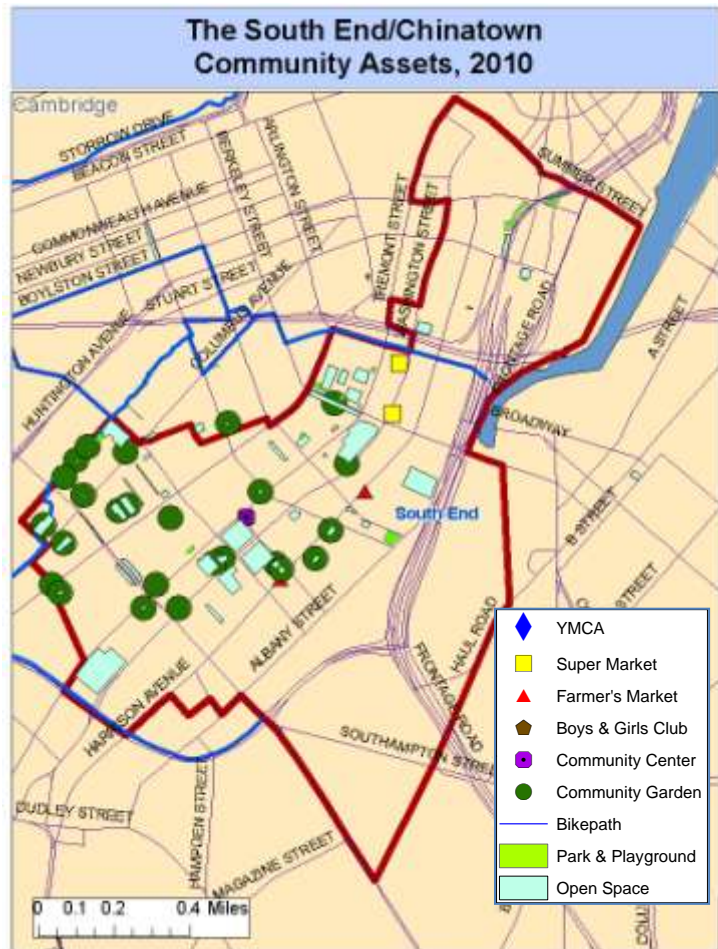 The South End/Chinatown
Community Assets, 2010
Cambridge
STORROW DRIVE
BEACON STREET
BERKELEY STREET
ARLINGTON STREET
COMMONWEALTH AVENUE
NEWBURY STREET
BOYLSTON STREET
STUART STREET
COLUMBUS AVENUE
HUNTINGTON AVENUE
TREMONT STREET
WASHINGTON STREET
SUMMER STREET
FRONTAGE ROAD
A STREET
BROADWAY
South End
B STREET
STREET
ALBANY STREET
HAUL ROAD
FRONTAGE ROAD
HARRISON AVENUE
SOUTHAMPTON STREET
DUDLEY STREET
HAMPDEN STREET
MAGAZINE STREET
YMCA
Super Market
Farmer's Market
Boys & Girls Club
Community Center
Community Garden
Bikepath
Park & Playground
Open Space
0 0.1 0.2 0.4 Miles